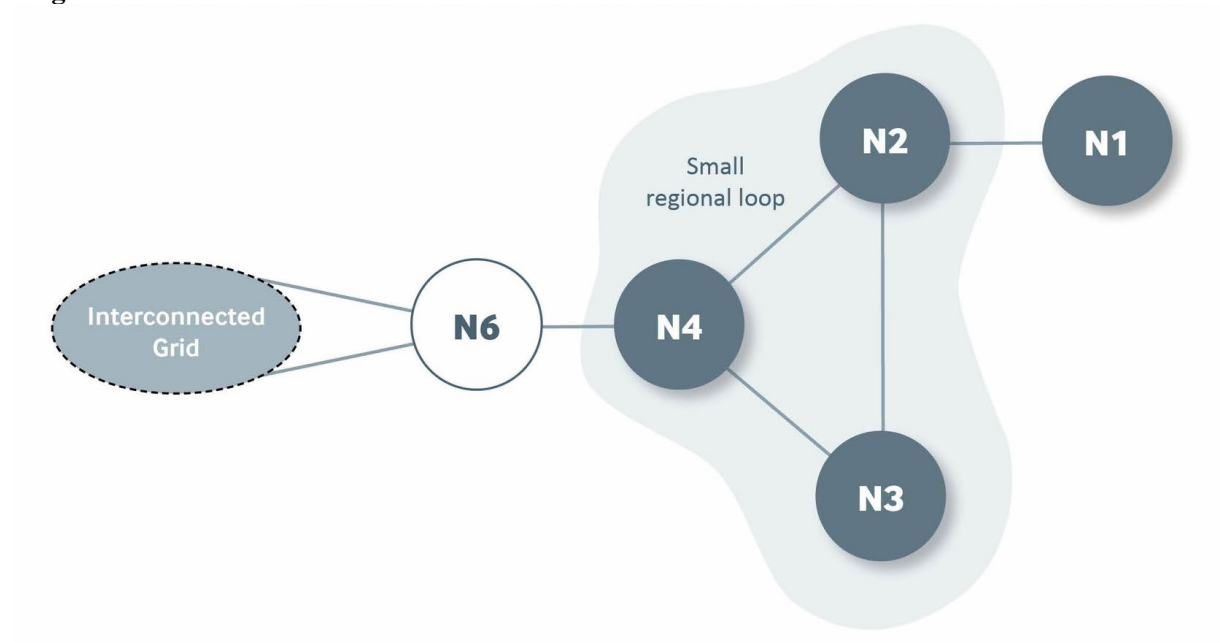 N2
N1
Small
regional loop
Interconnected
Grid
N6
N4
N3